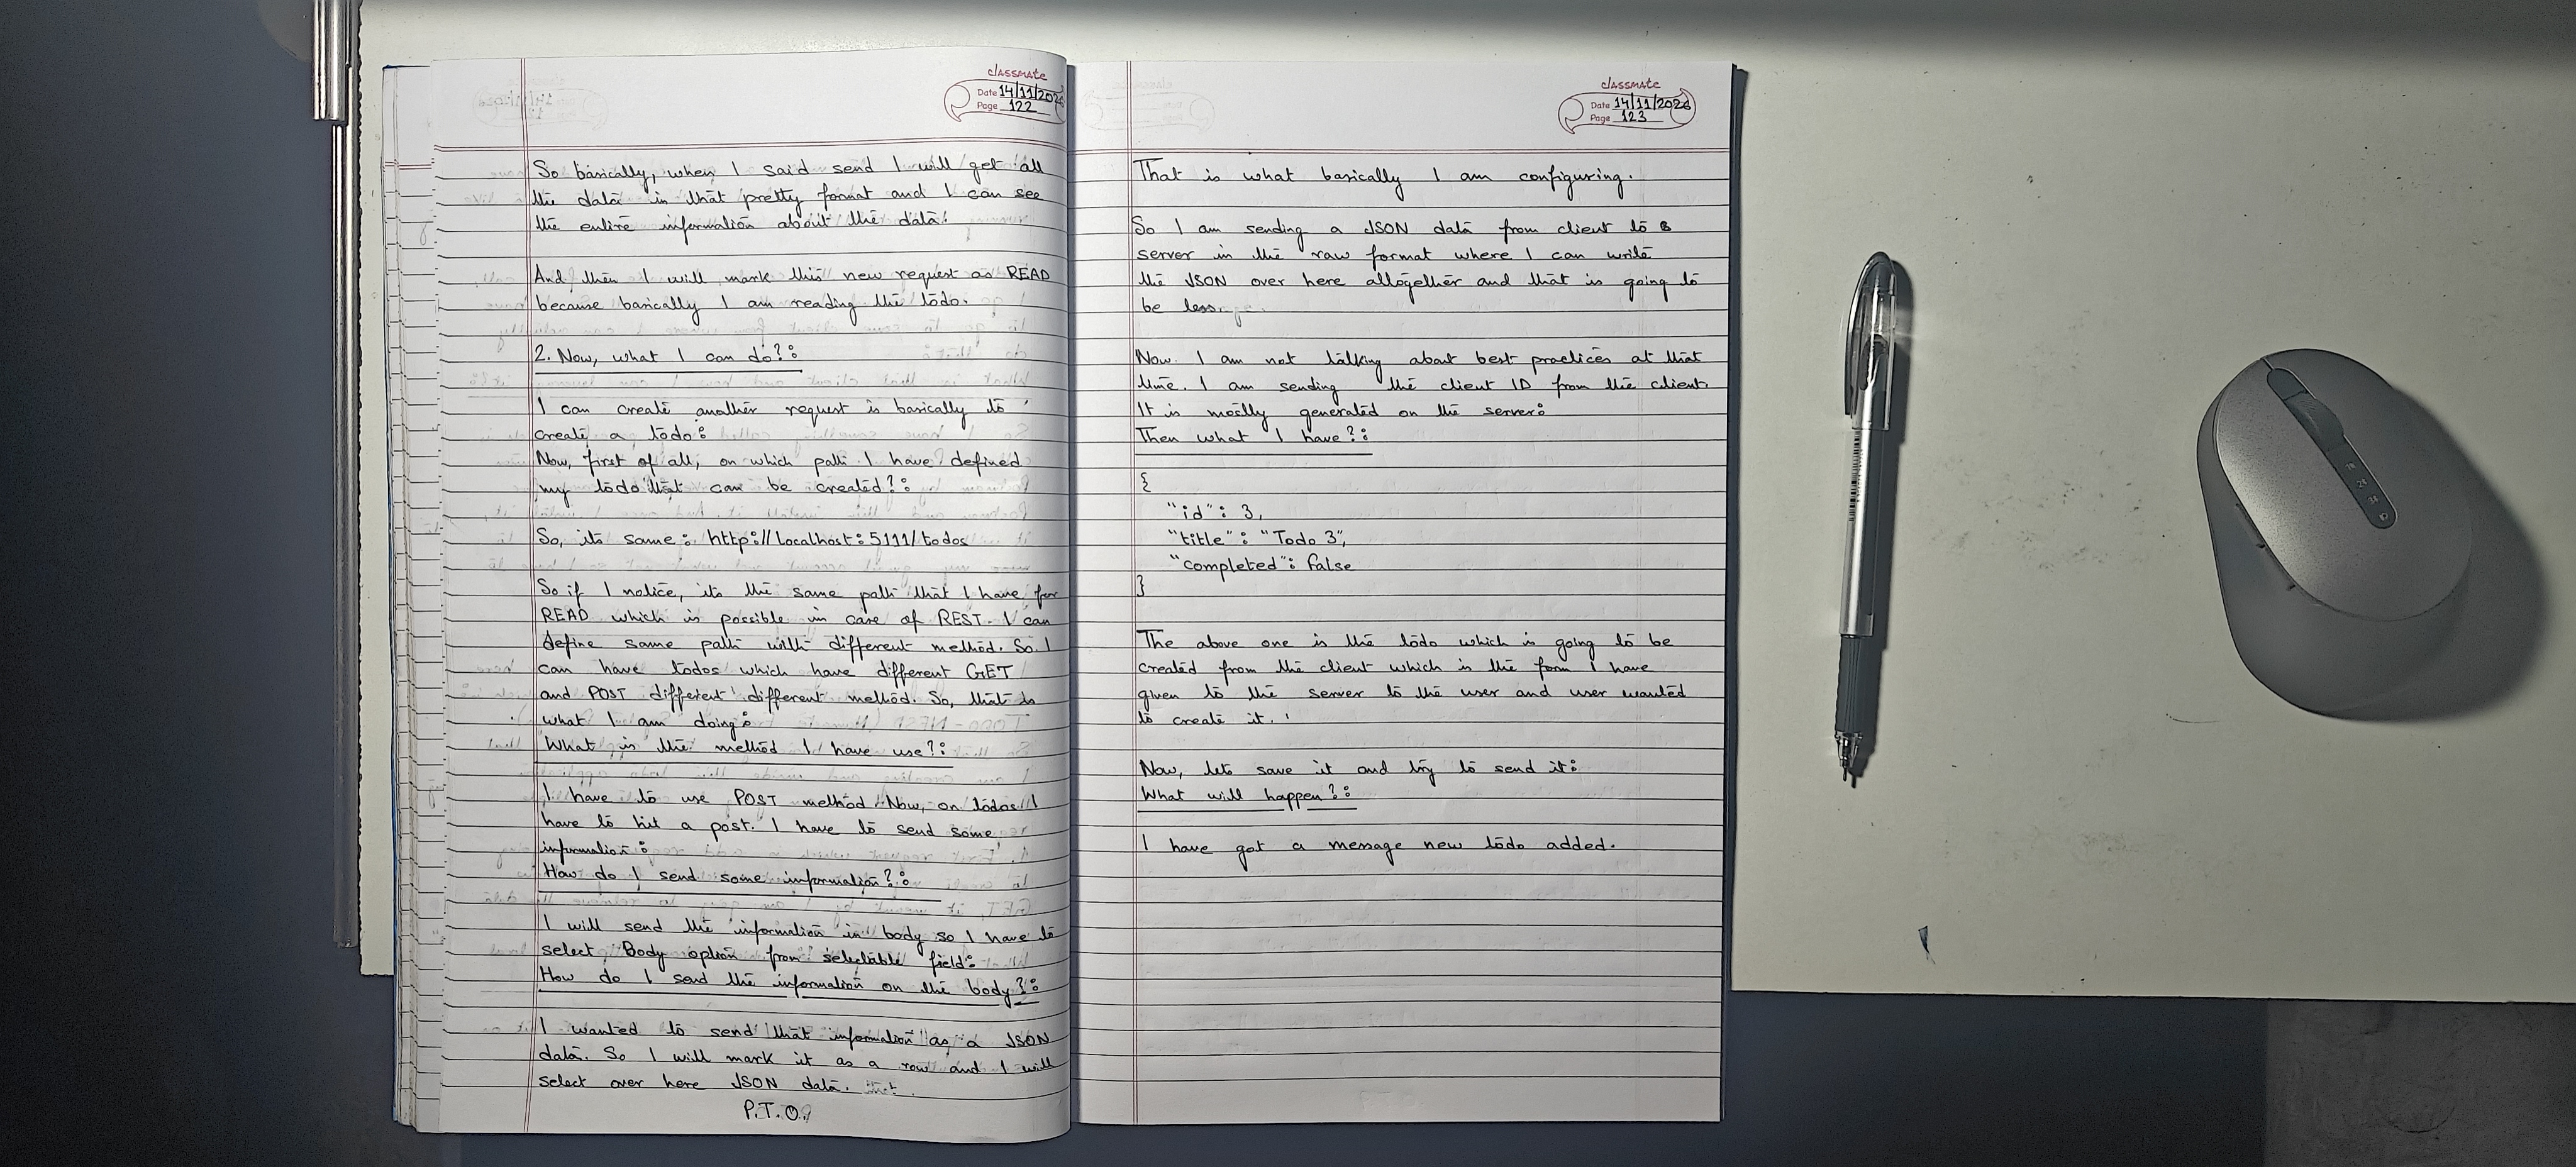 classmate
Date 14/11/202
Page 122
So basically, when I said send I will get all
the data in that pretty format and I can see
the entire information about the data.
And then I will mark this new request as READ
because basically I am reading the todo.
2. Now, what I can do?:
I can create another request is basically to
create a todo:
Now, first of all, on which path I have defined
my todo that can be created?:
So, its same: http://localhost:5111/todos
So if I notice, its the same path that I have for
READ which is possible in case of REST. I can
define same path with different method. So I
can have todos which have different GET
and POST different different method. So, that is
what I am doing:
What is the method I have use?:
I have to use POST method. Now, on todos I
have to hit a post. I have to send some
information:
How do I send some information?:
I will send the information in body so I have to
select Body option from selectable field:
How do I send the information on the body?:
I wanted to send that information as a JSON
data. So I will mark it as a raw and I will
select over here JSON data.
P.T.O.
classmate
Date 14/11/2026
Page 123
That is what basically I am configuring.
So I am sending a JSON data from client to
server in the raw format where I can write
the JSON over here altogether and that is going to
be less.
Now I am not talking about best practices at that
time. I am sending the client ID from the client.
It is mostly generated on the server:
Then what I have?:
{
"id": 3,
"title": "Todo 3",
"completed": false
}
The above one is the todo which is going to be
created from the client which is the form I have
given to the server to the user and user wanted
to create it.
Now, lets save it and try to send it:
What will happen?:
I have got a message new todo added.